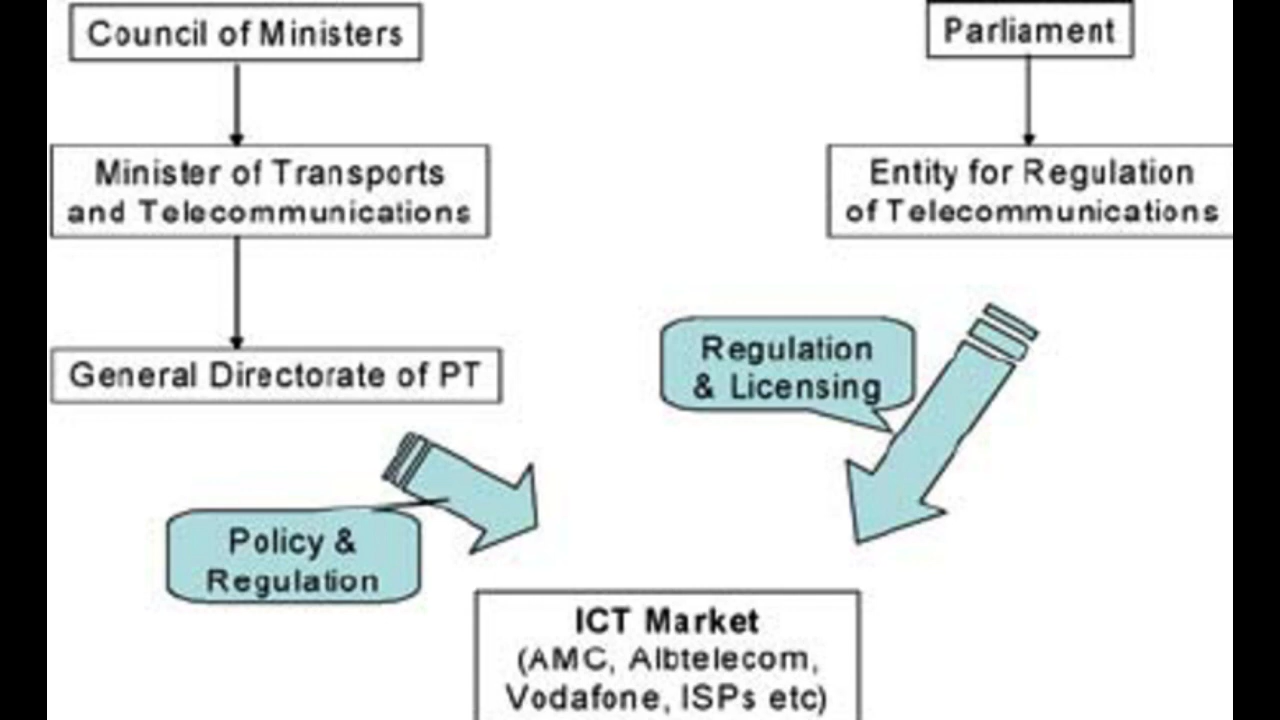 Council of Ministers
Parliament
Minister of Transports
and Telecommunications
Entity for Regulation
of Telecommunications
General Directorate of PT
Regulation
& Licensing
Policy &
Regulation
ICT Market
(AMC, Albtelecom,
Vodafone, ISPs etc)